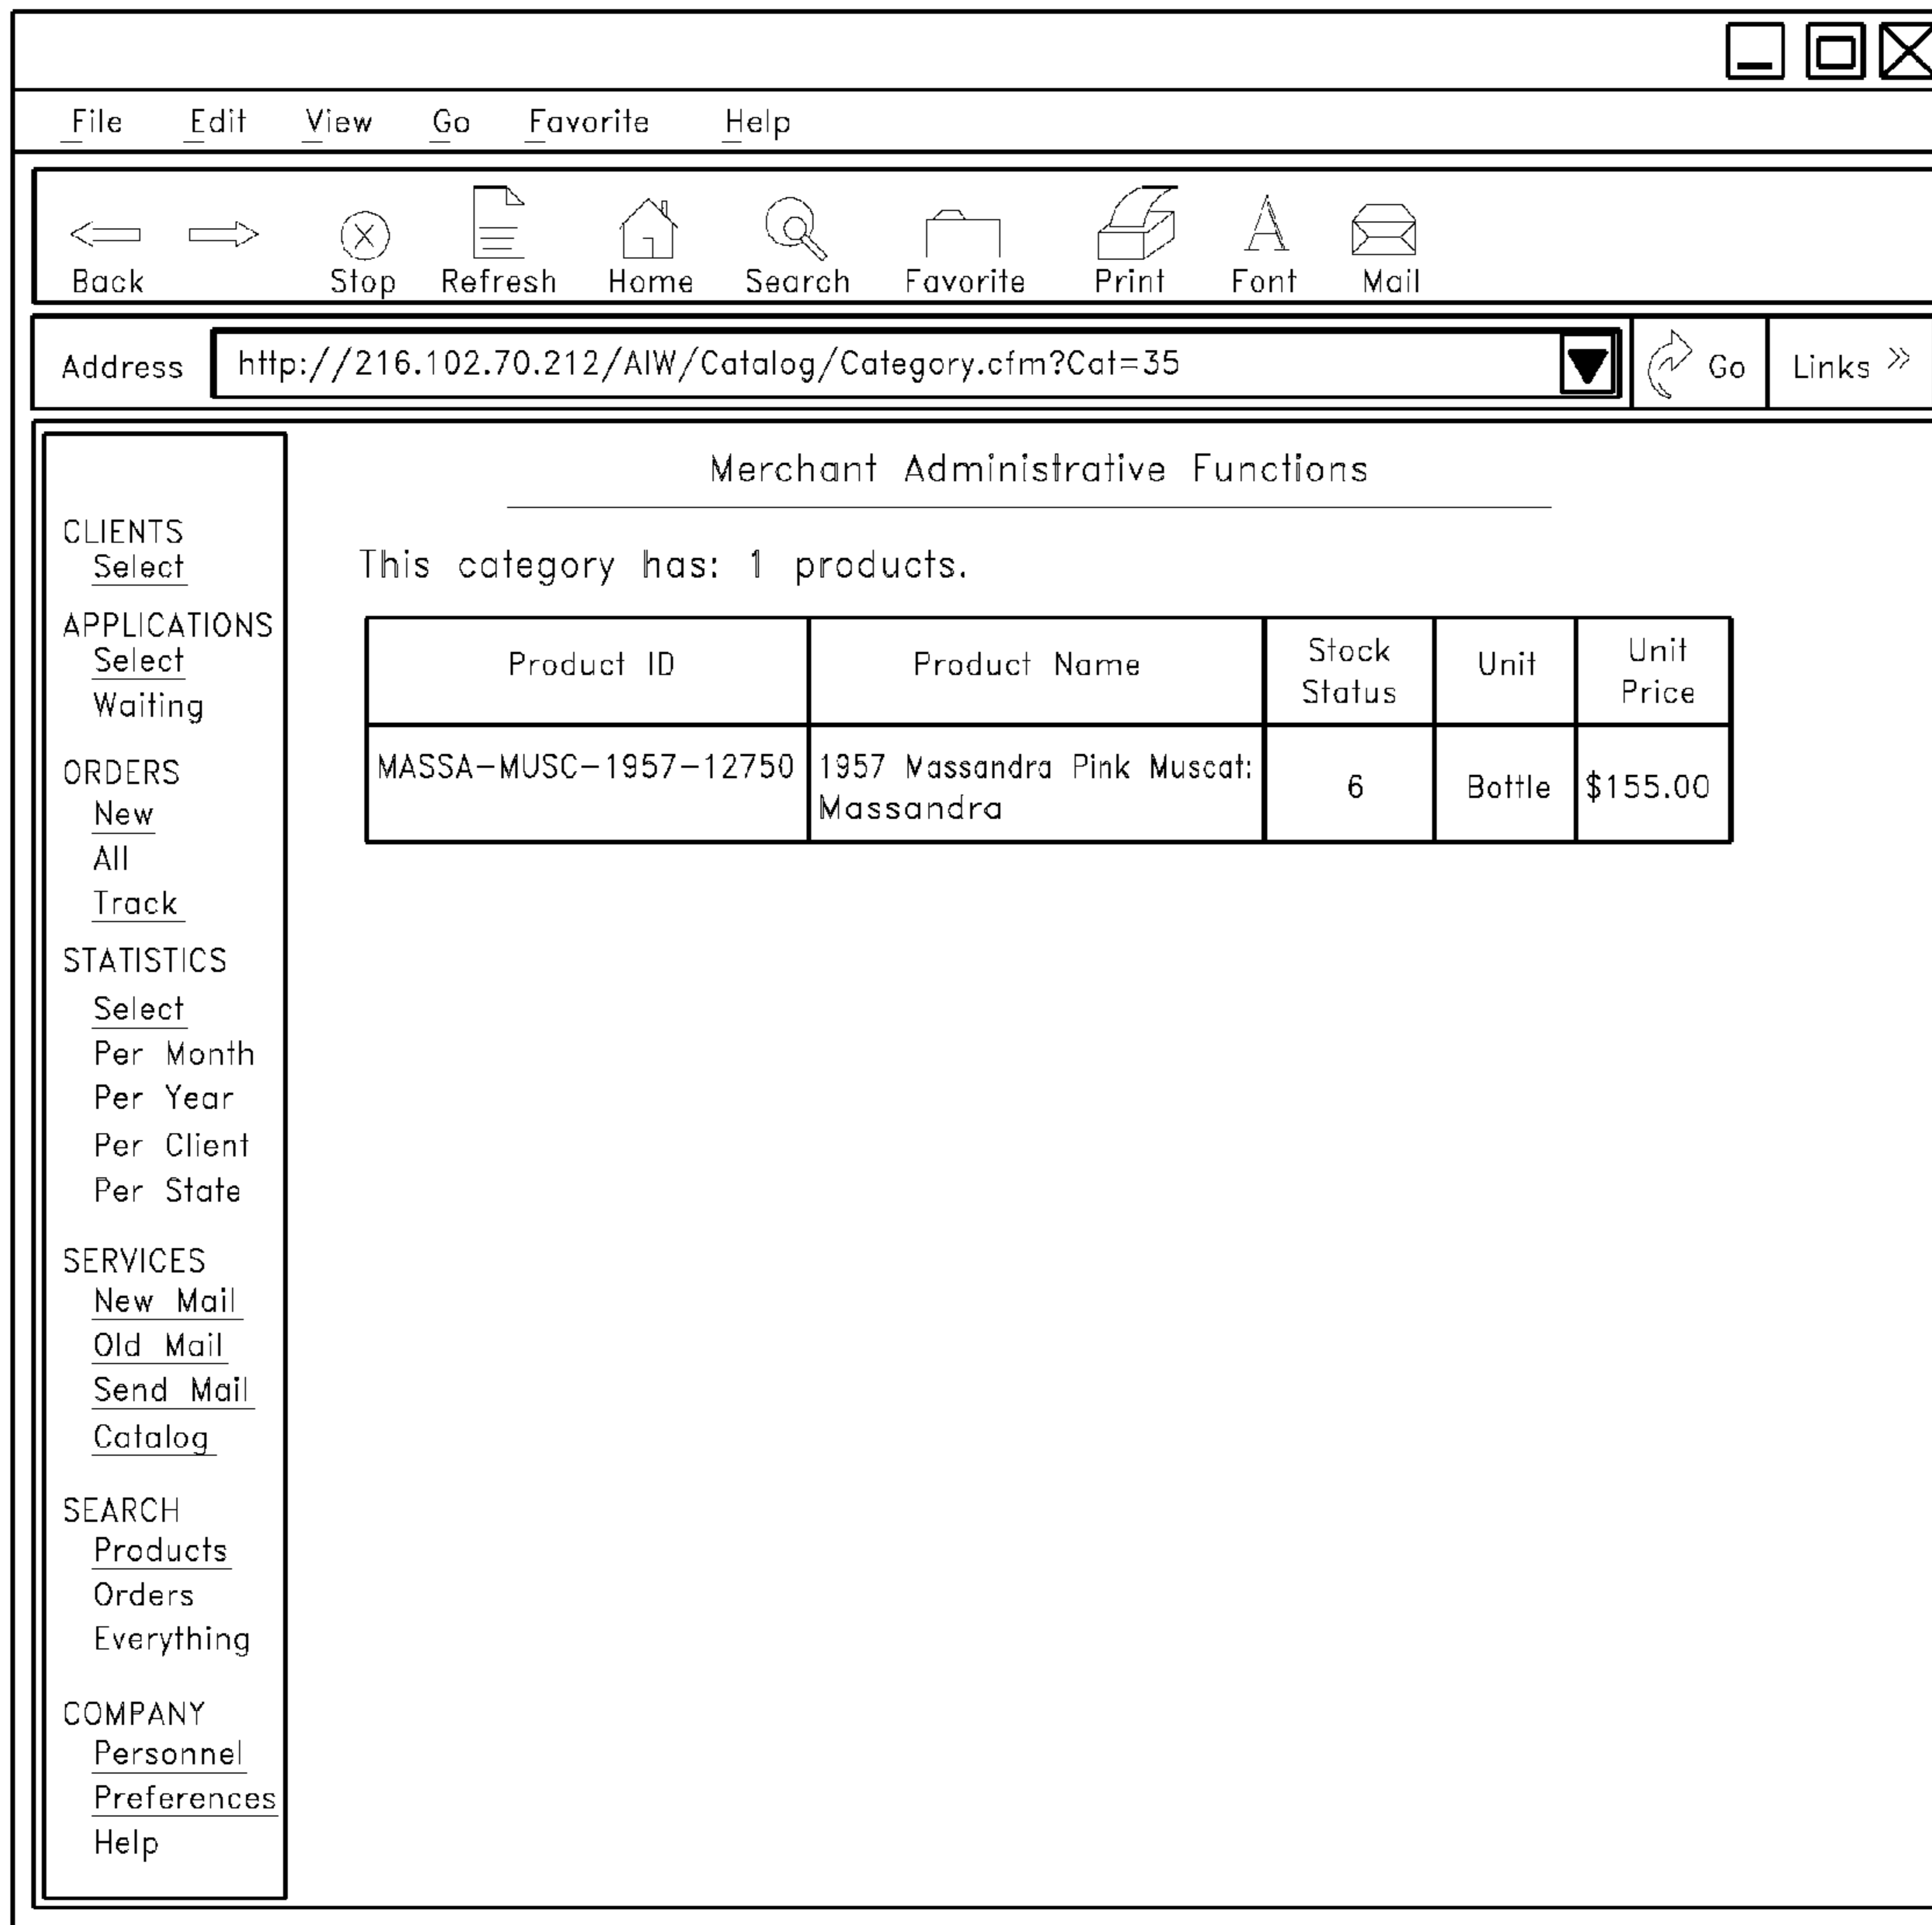 File Edit View Go Favorite Help
Back Stop Refresh Home Search Favorite Print Font Mail
Address http://216.102.70.212/AIW/Catalog/Category.cfm?Cat=35 Go Links »
Merchant Administrative Functions
This category has: 1 products.
Product ID Product Name Stock Status Unit Unit Price
MASSA-MUSC-1957-12750 1957 Massandra Pink Muscat: Massandra 6 Bottle $155.00
CLIENTS
Select
APPLICATIONS
Select
Waiting
ORDERS
New
All
Track
STATISTICS
Select
Per Month
Per Year
Per Client
Per State
SERVICES
New Mail
Old Mail
Send Mail
Catalog
SEARCH
Products
Orders
Everything
COMPANY
Personnel
Preferences
Help